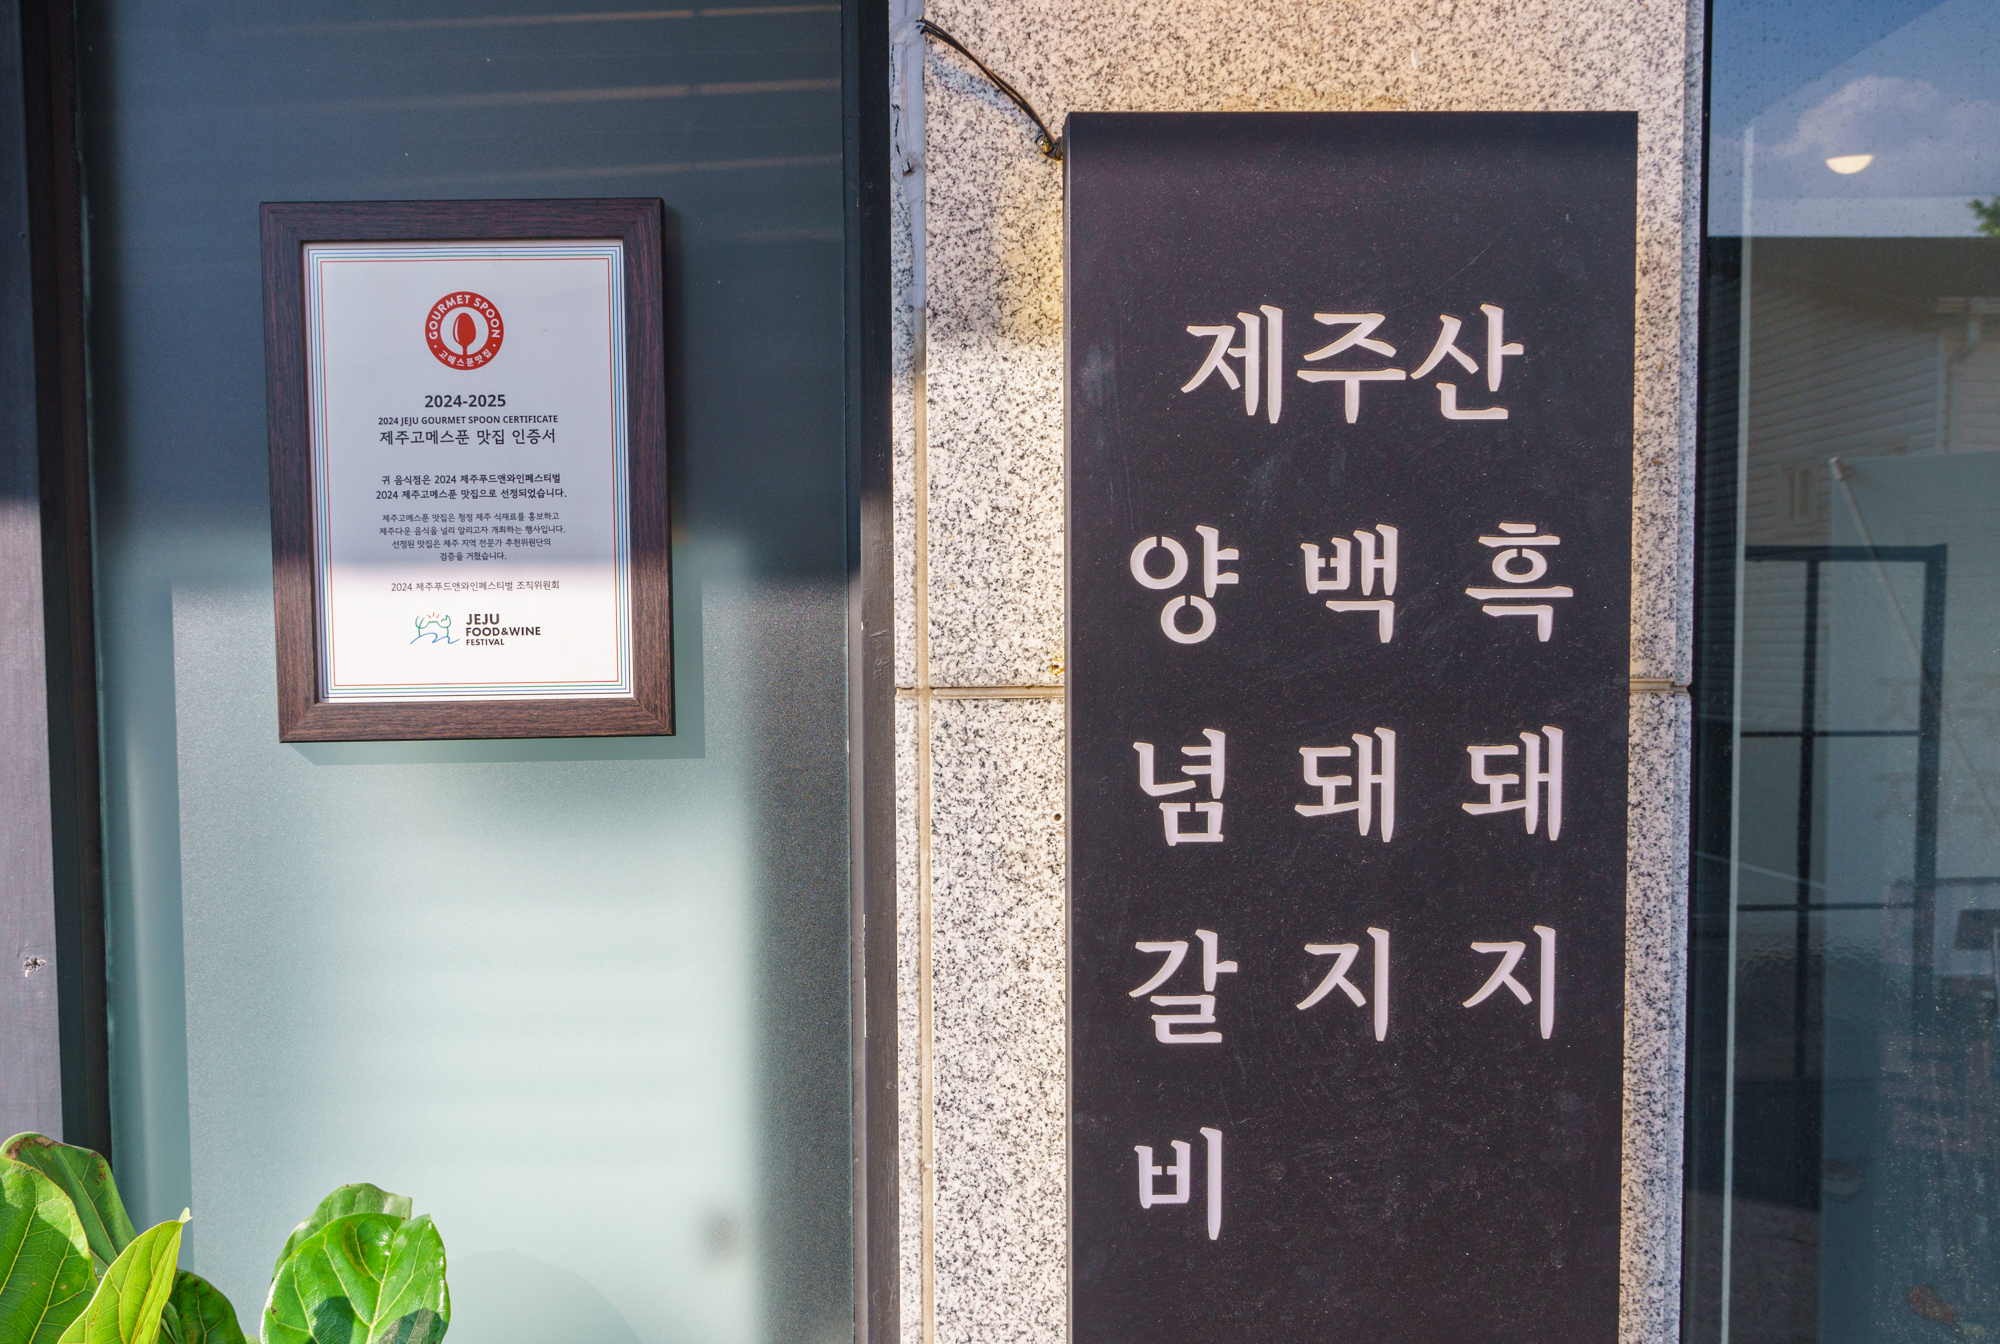 GOURMET SPOON
고메스푼맛집
2024-2025
2024 JEJU GOURMET SPOON CERTIFICATE
제주고메스푼 맛집 인증서
귀 음식점은 2024 제주푸드앤와인페스티벌
2024 제주고메스푼 맛집으로 선정되었습니다.
제주고메스푼 맛집은 청정 제주 식재료를 홍보하고
제주다운 음식을 널리 알리고자 개최하는 행사입니다.
선정된 맛집은 제주 지역 전문가 추천위원단의
검증을 거쳤습니다.
2024 제주푸드앤와인페스티벌 조직위원회
JEJU
FOOD&WINE
FESTIVAL
제주산
흑돼지
백돼지
양념갈비